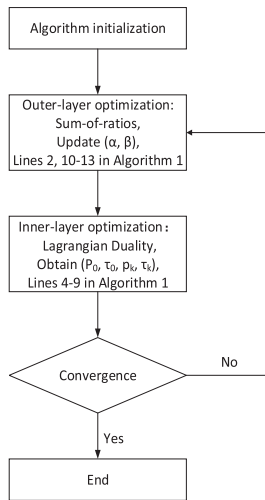 Algorithm initialization
Outer-layer optimization:
Sum-of-ratios,
Update (α, β),
Lines 2, 10-13 in Algorithm 1
Inner-layer optimization：
Lagrangian Duality,
Obtain (P₀, τ₀, pₖ, τₖ),
Lines 4-9 in Algorithm 1
Convergence
No
Yes
End